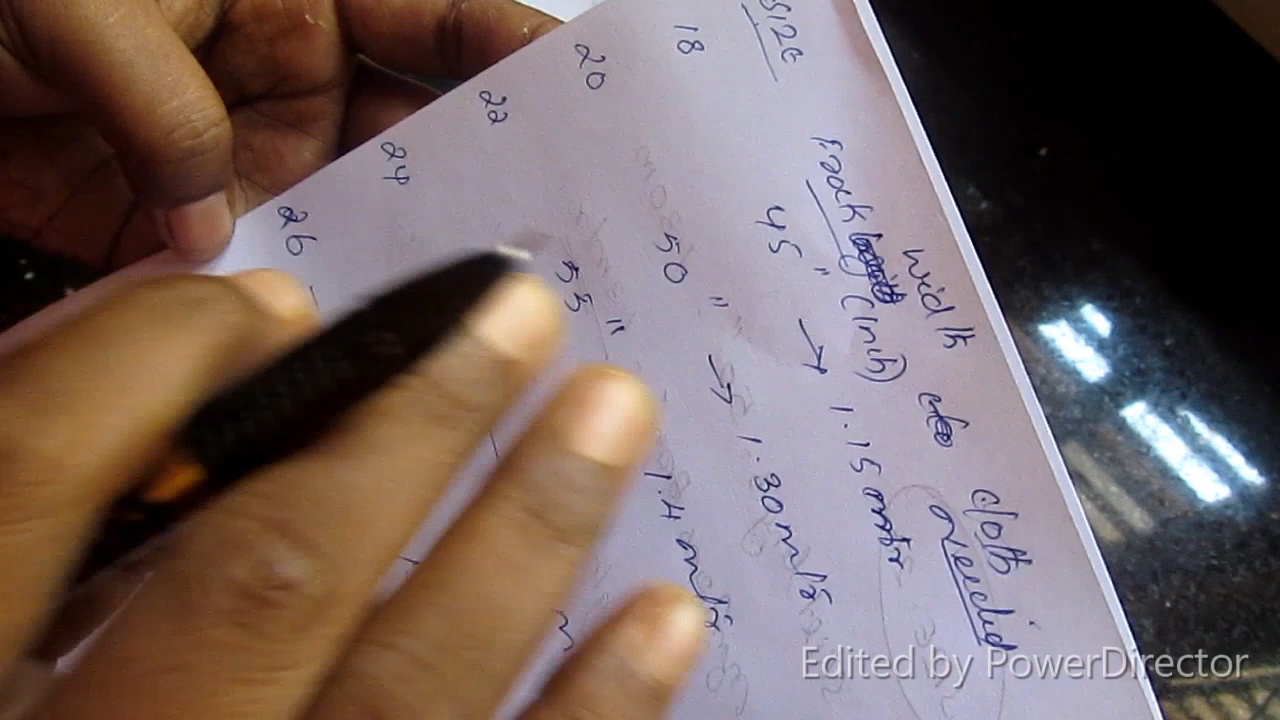 size
Frock width
(inch)
cloth
needed
18
45" → 1.15 mtr
20
50" → 1.30 mtr
22
55" - 1.4 mtr
24
26
Edited by PowerDirector